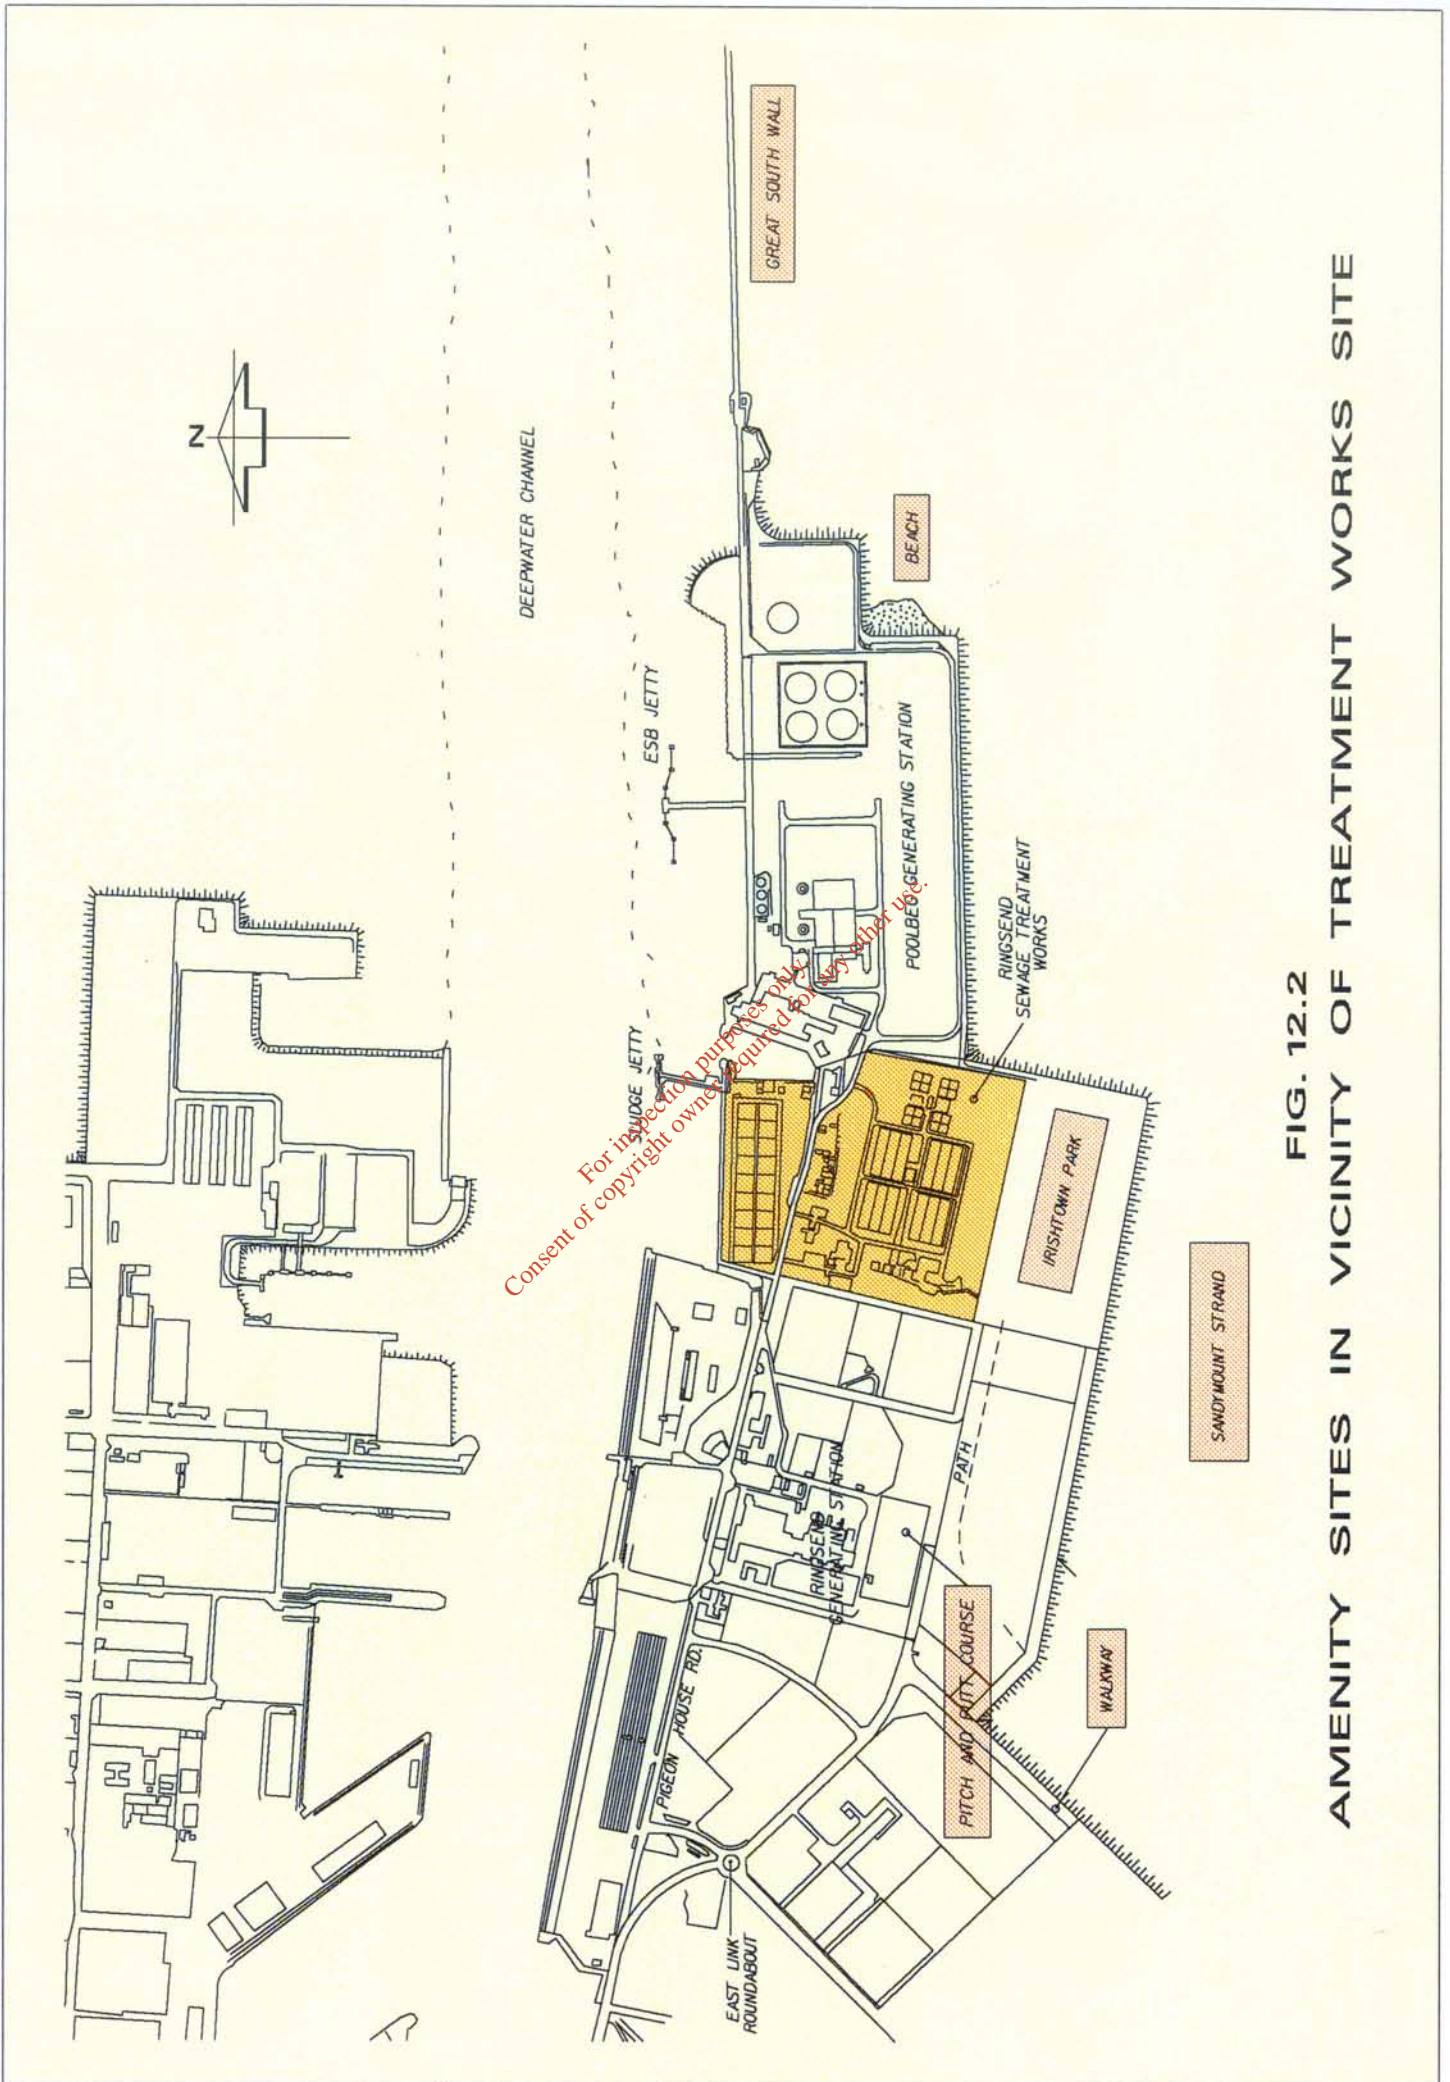 N
DEEPWATER CHANNEL
GREAT SOUTH WALL
ESB JETTY
BEACH
SLUDGE JETTY
POOLBEG GENERATING STATION
RINGSEND
SEWAGE TREATMENT
WORKS
IRISHTOWN PARK
SANDYMOUNT STRAND
PATH
RINGSEND
GENERATING STATION
PIGEON HOUSE RD.
PITCH AND PUTT COURSE
WALKWAY
EAST LINK
ROUNDABOUT
For inspection purposes only.
Consent of copyright owner required for any other use.
FIG. 12.2
AMENITY SITES IN VICINITY OF TREATMENT WORKS SITE